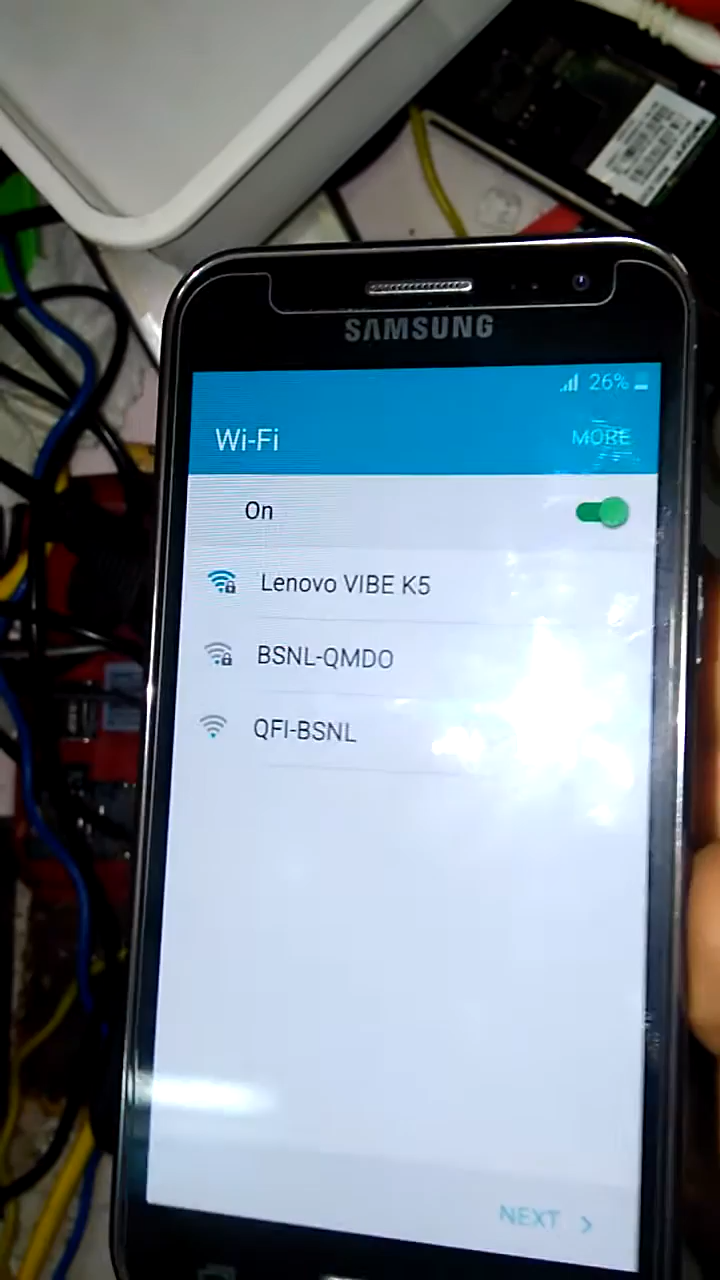 SAMSUNG
26%
Wi-Fi
MORE
On
Lenovo VIBE K5
BSNL-QMDO
QFI-BSNL
NEXT >